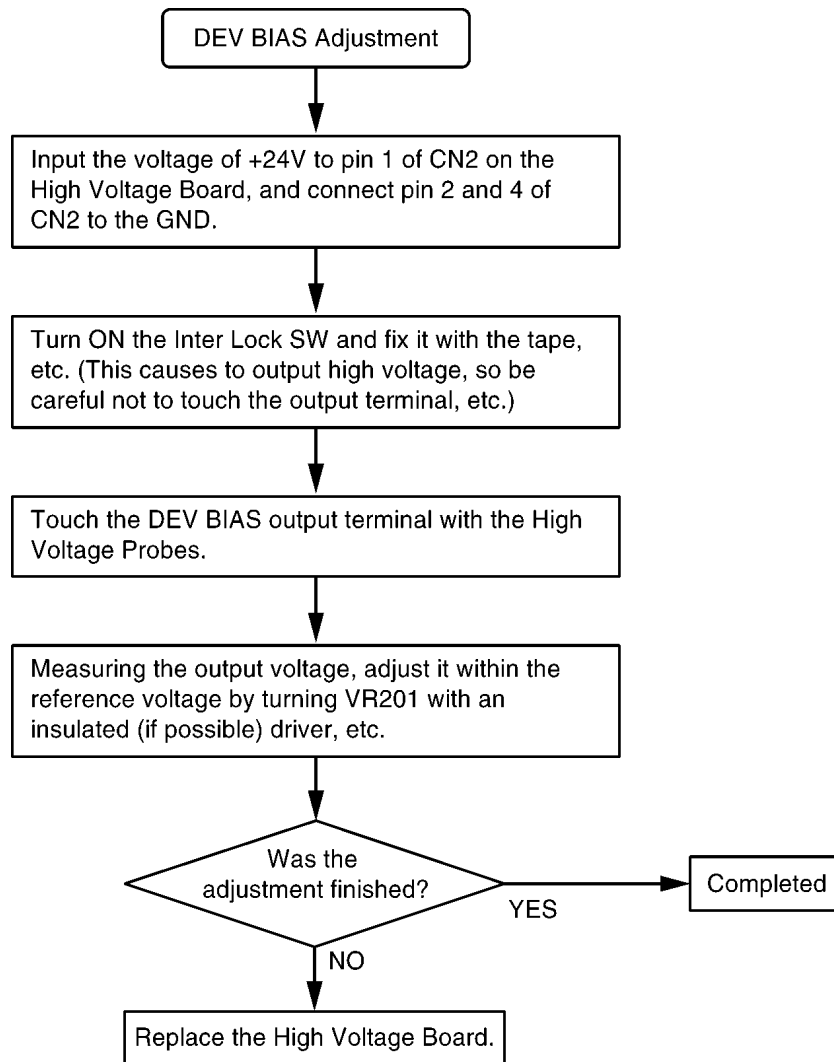 DEV BIAS Adjustment
Input the voltage of +24V to pin 1 of CN2 on the
High Voltage Board, and connect pin 2 and 4 of
CN2 to the GND.
Turn ON the Inter Lock SW and fix it with the tape,
etc. (This causes to output high voltage, so be
careful not to touch the output terminal, etc.)
Touch the DEV BIAS output terminal with the High
Voltage Probes.
Measuring the output voltage, adjust it within the
reference voltage by turning VR201 with an
insulated (if possible) driver, etc.
Was the
adjustment finished?
YES
Completed
NO
Replace the High Voltage Board.